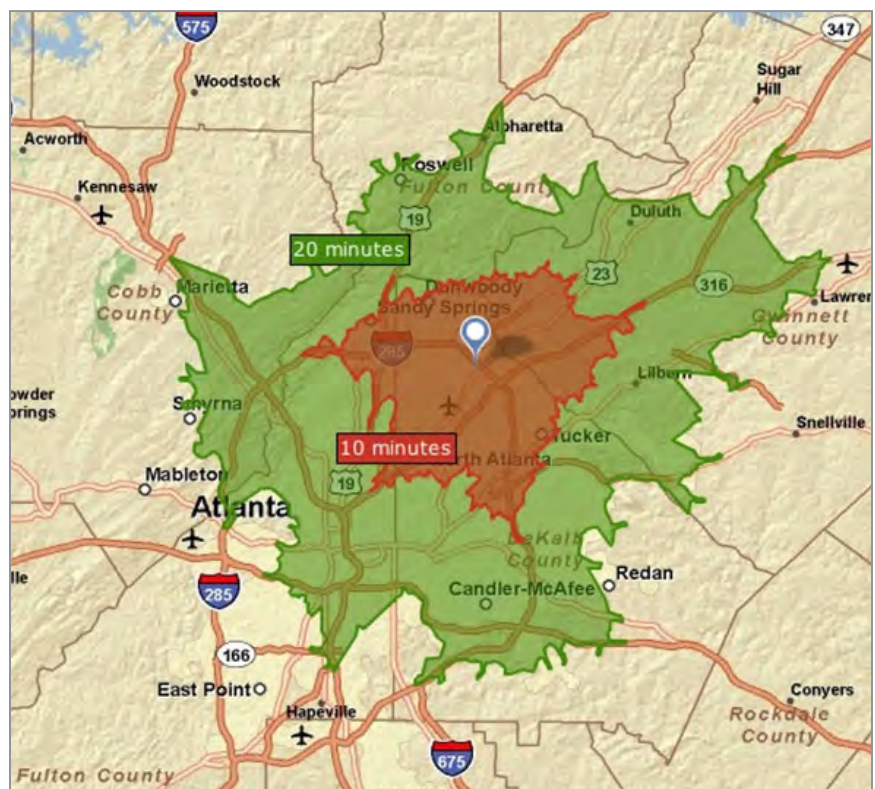 575
347
Woodstock
Sugar
Hill
Acworth
Alpharetta
Roswell
Fulton County
Kennesaw
19
Duluth
20 minutes
23
316
Cobb
County
Marietta
Dunwoody
Sandy Springs
Lawren
Gwinnett
County
285
Lilburn
owder
prings
Smyrna
Snellville
10 minutes
Tucker
rth Atlanta
Mableton
19
Atlanta
DeKalb
County
lle
285
Candler-McAfee
Redan
166
East Point
Hapeville
Conyers
Rockdale
County
675
Fulton County